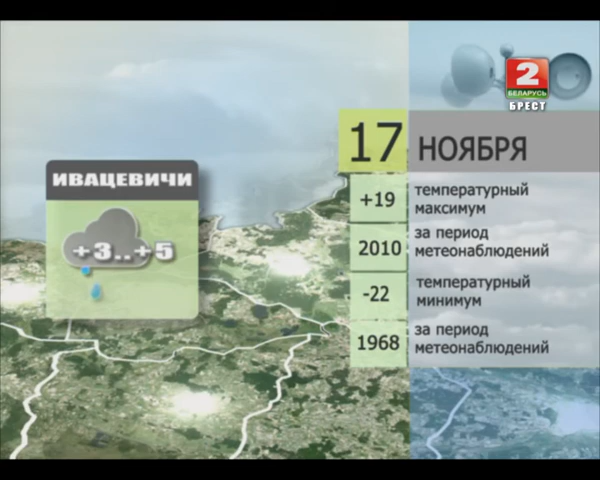 2
БЕЛАРУСЬ
БРЕСТ
17 НОЯБРЯ
ИВАЦЕВИЧИ
+3..+5
+19 температурный
максимум
2010 за период
метеонаблюдений
-22 температурный
минимум
1968 за период
метеонаблюдений